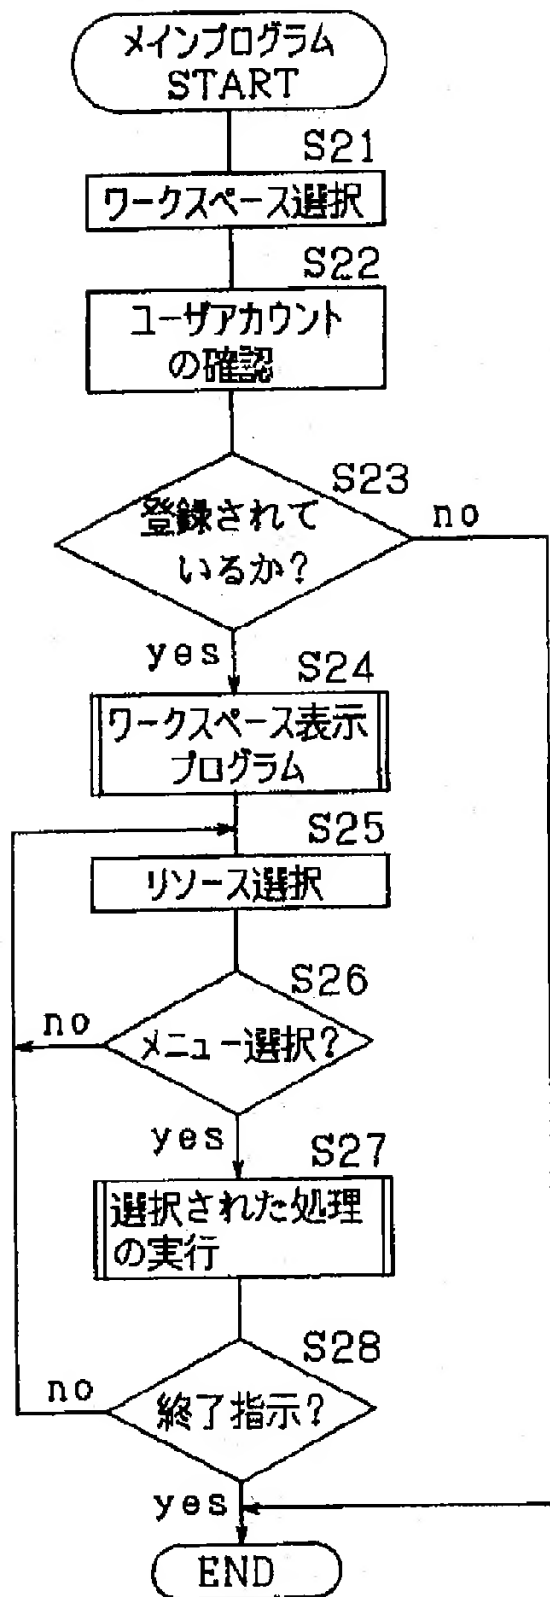 メインプログラム
START
S21
ワークスペース選択
S22
ユーザアカウント
の確認
S23
登録されて
いるか?
no
yes
S24
ワークスペース表示
プログラム
S25
リソース選択
S26
メニュー選択?
no
yes
S27
選択された処理
の実行
S28
終了指示?
no
yes
END